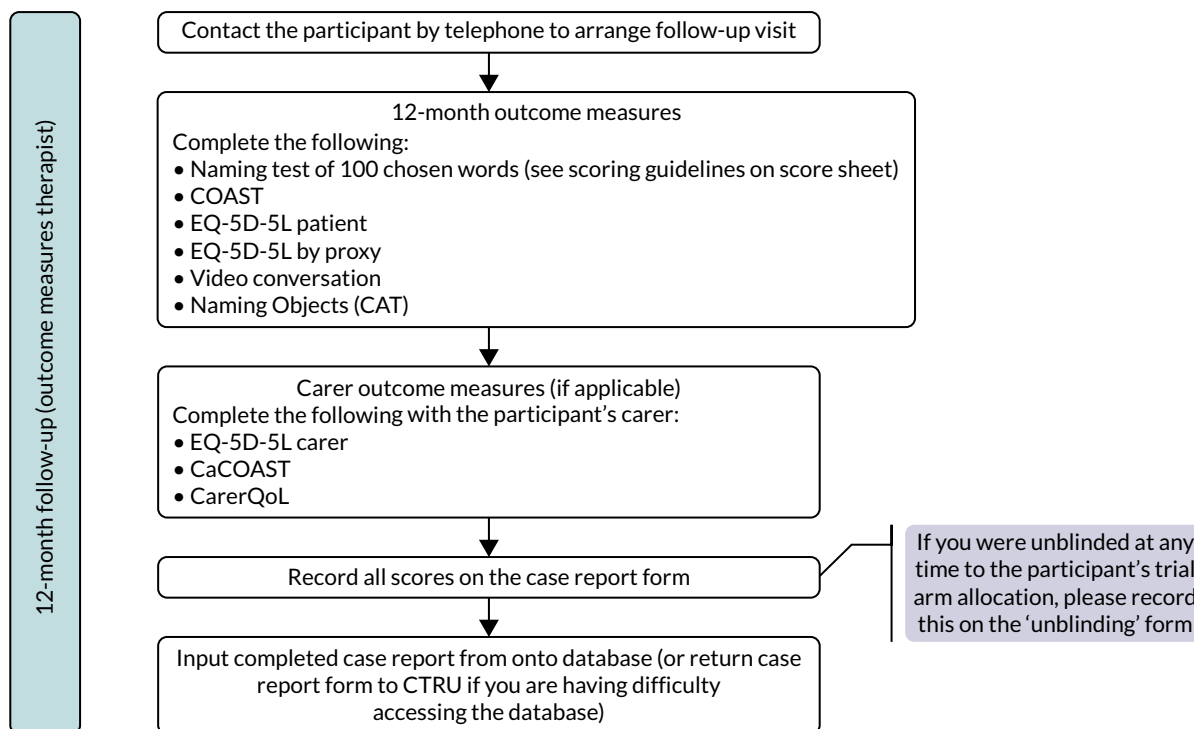 12-month follow-up (outcome measures therapist)
Contact the participant by telephone to arrange follow-up visit
12-month outcome measures
Complete the following:
• Naming test of 100 chosen words (see scoring guidelines on score sheet)
• COAST
• EQ-5D-5L patient
• EQ-5D-5L by proxy
• Video conversation
• Naming Objects (CAT)
Carer outcome measures (if applicable)
Complete the following with the participant’s carer:
• EQ-5D-5L carer
• CaCOAST
• CarerQoL
Record all scores on the case report form
If you were unblinded at any
time to the participant’s trial
arm allocation, please record
this on the ‘unblinding’ form
Input completed case report from onto database (or return case
report form to CTRU if you are having difficulty
accessing the database)